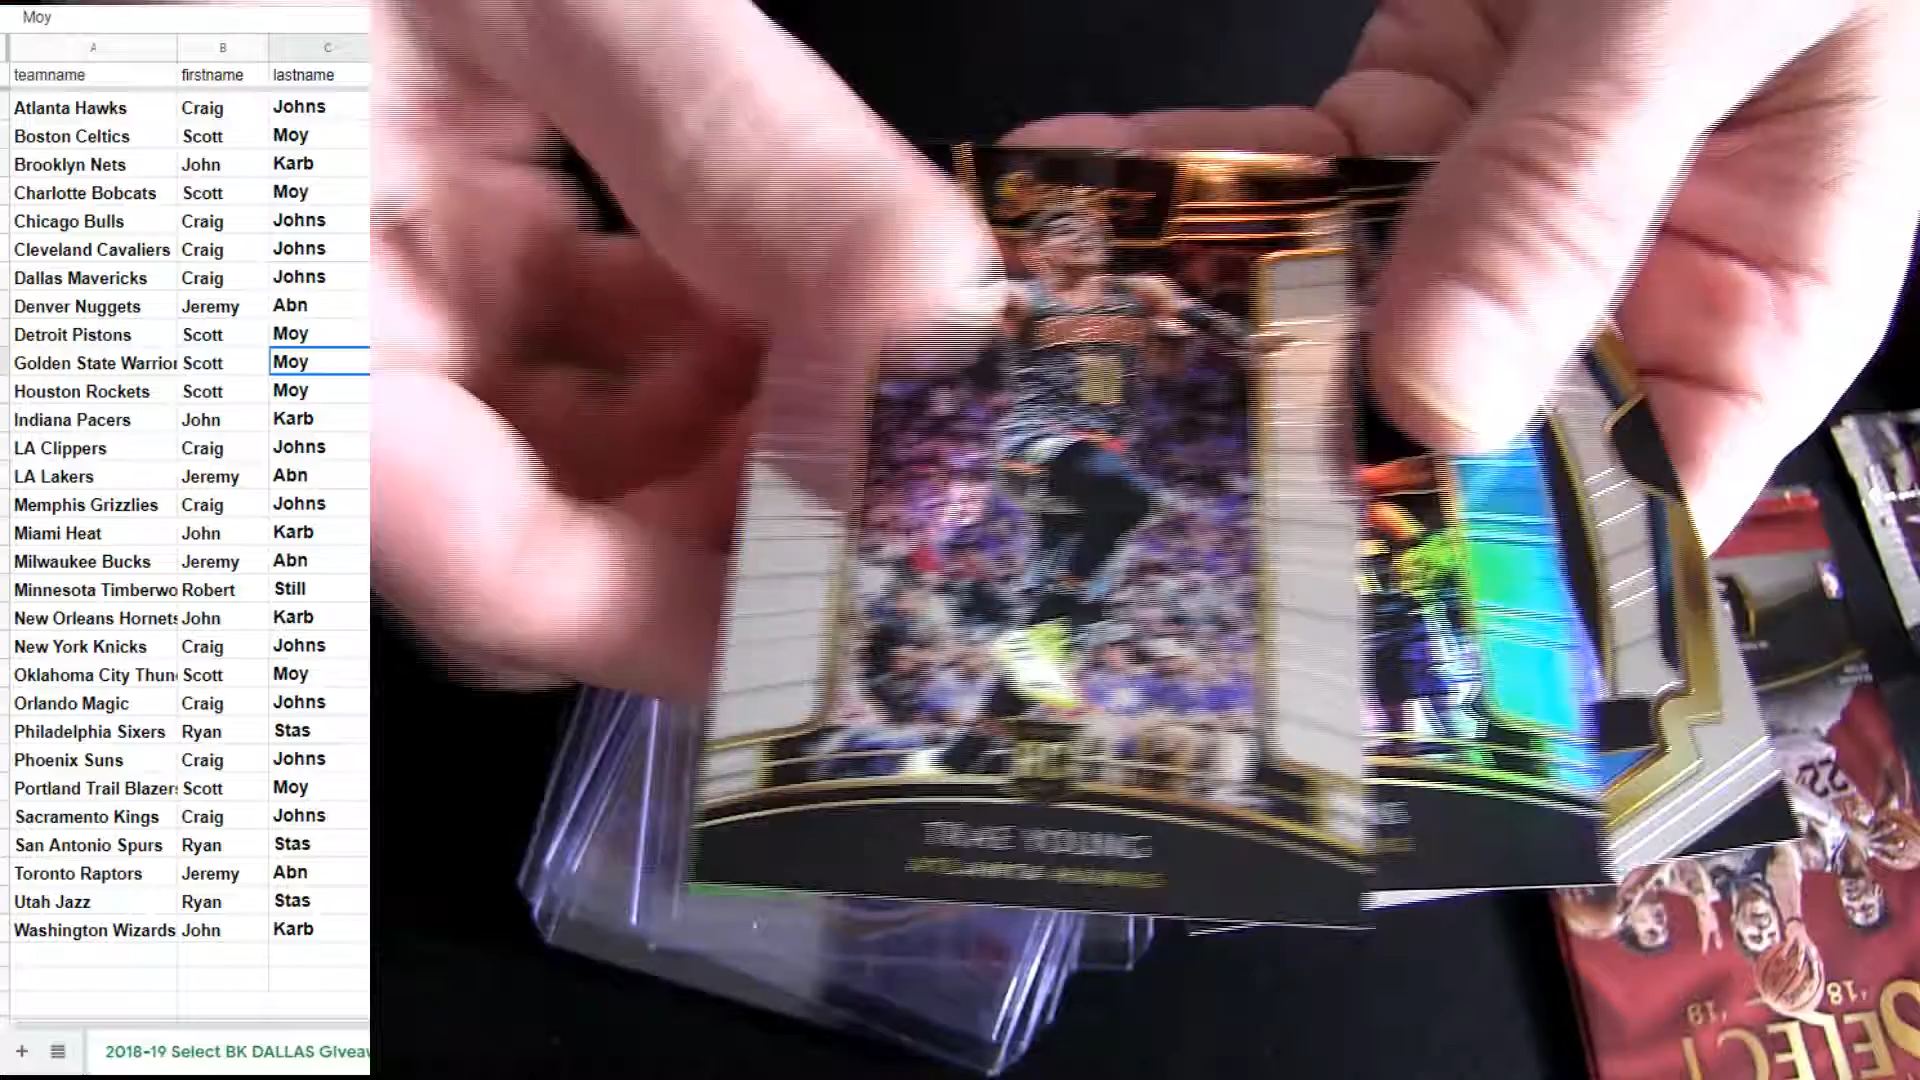 Moy
A B C
teamname firstname lastname
Atlanta Hawks Craig Johns
Boston Celtics Scott Moy
Brooklyn Nets John Karb
Charlotte Bobcats Scott Moy
Chicago Bulls Craig Johns
Cleveland Cavaliers Craig Johns
Dallas Mavericks Craig Johns
Denver Nuggets Jeremy Abn
Detroit Pistons Scott Moy
Golden State Warrior Scott Moy
Houston Rockets Scott Moy
Indiana Pacers John Karb
LA Clippers Craig Johns
LA Lakers Jeremy Abn
Memphis Grizzlies Craig Johns
Miami Heat John Karb
Milwaukee Bucks Jeremy Abn
Minnesota Timberwo Robert Still
New Orleans Hornets John Karb
New York Knicks Craig Johns
Oklahoma City Thun Scott Moy
Orlando Magic Craig Johns
Philadelphia Sixers Ryan Stas
Phoenix Suns Craig Johns
Portland Trail Blazers Scott Moy
Sacramento Kings Craig Johns
San Antonio Spurs Ryan Stas
Toronto Raptors Jeremy Abn
Utah Jazz Ryan Stas
Washington Wizards John Karb
2018-19 Select BK DALLAS Giveaw
TRAE YOUNG
ATLANTA HAWKS
22
'18
'19
SELECT